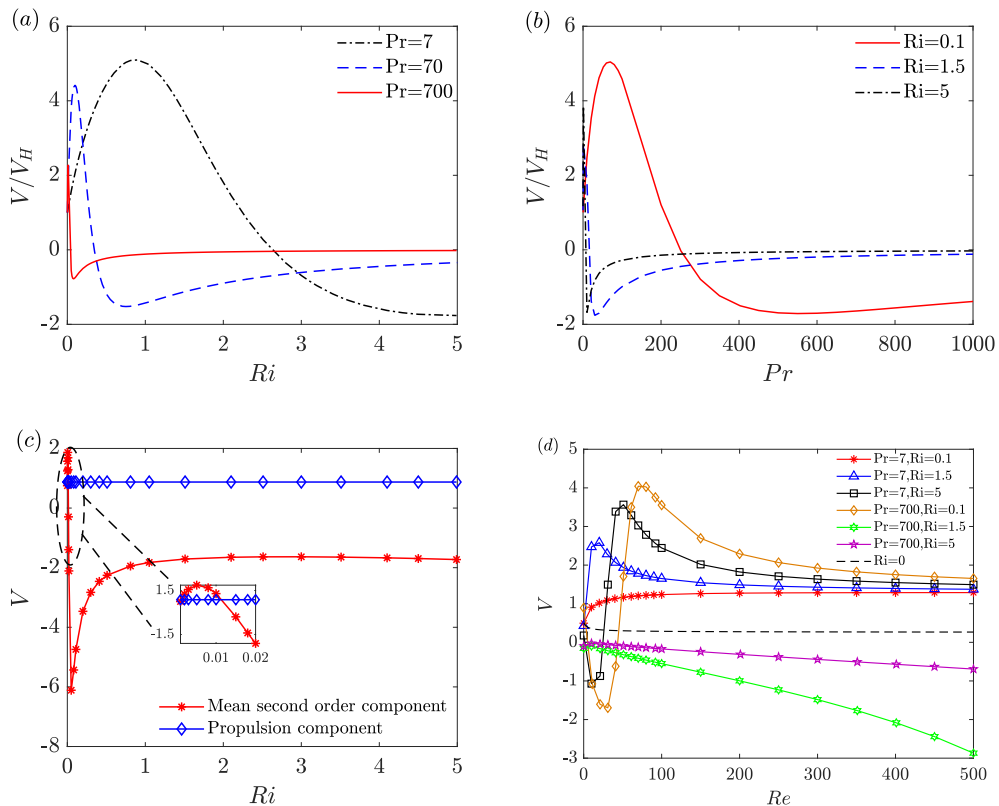 (a)
6
4
2
0
-2
V/V_H
0
1
2
3
4
5
Ri
Pr=7
Pr=70
Pr=700
(b)
6
4
2
0
-2
V/V_H
0
200
400
600
800
1000
Pr
Ri=0.1
Ri=1.5
Ri=5
(c)
2
0
-2
-4
-6
-8
V
0
1
2
3
4
5
Ri
1.5
-1.5
0.01
0.02
Mean second order component
Propulsion component
(d)
5
4
3
2
1
0
-1
-2
-3
V
0
100
200
300
400
500
Re
Pr=7,Ri=0.1
Pr=7,Ri=1.5
Pr=7,Ri=5
Pr=700,Ri=0.1
Pr=700,Ri=1.5
Pr=700,Ri=5
Ri=0